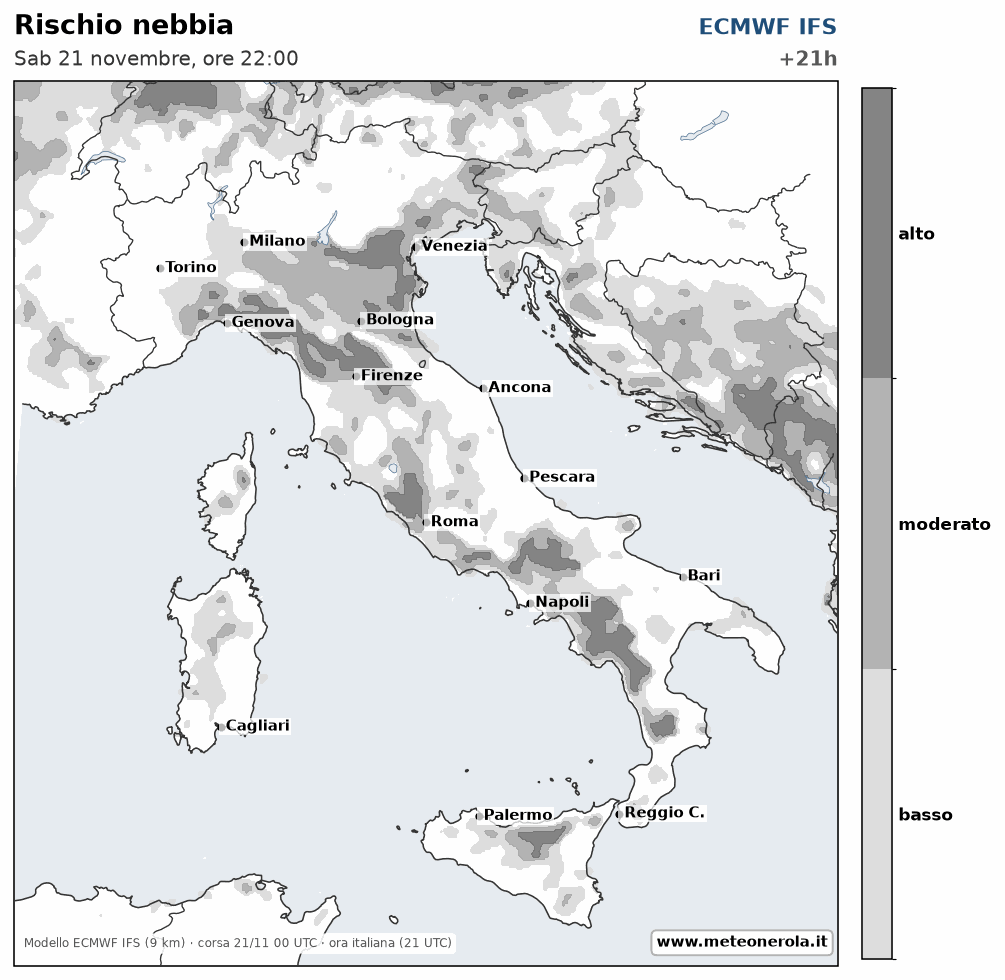 Rischio nebbia
ECMWF IFS
Sab 21 novembre, ore 22:00
+21h
Milano
Venezia
Torino
Genova
Bologna
Firenze
Ancona
Pescara
Roma
Bari
Napoli
Cagliari
Palermo
Reggio C.
alto
moderato
basso
Modello ECMWF IFS (9 km) · corsa 21/11 00 UTC · ora italiana (21 UTC)
www.meteonerola.it